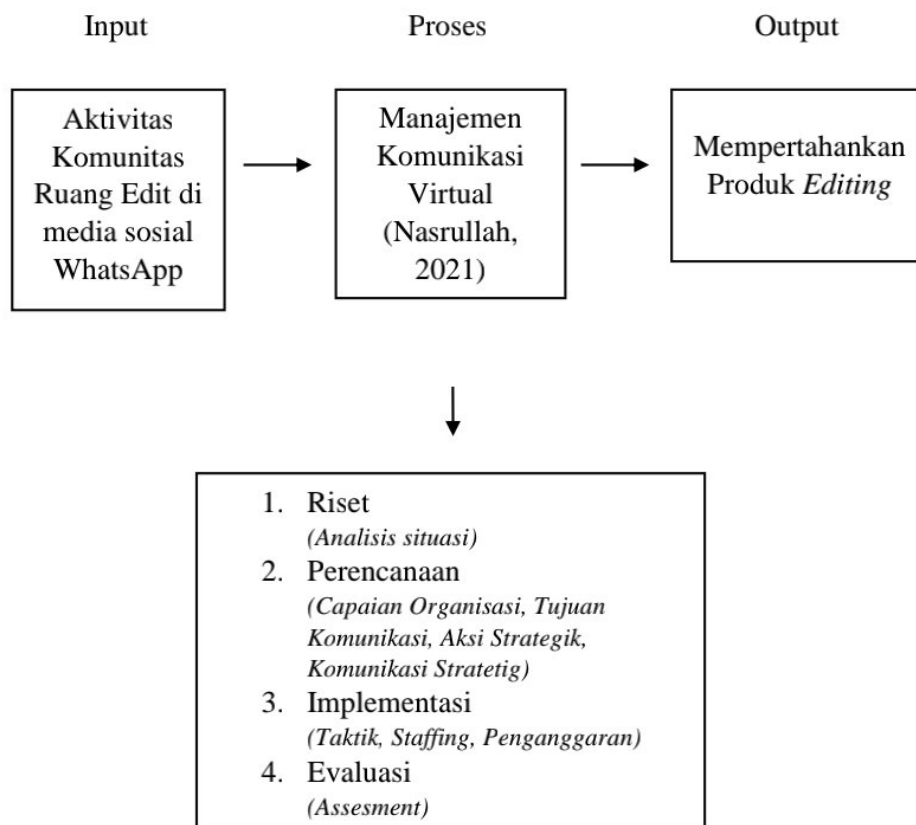 Input
Proses
Output
Aktivitas
Komunitas
Ruang Edit di
media sosial
WhatsApp
Manajemen
Komunikasi
Virtual
(Nasrullah,
2021)
Mempertahankan
Produk Editing
1. Riset
(Analisis situasi)
2. Perencanaan
(Capaian Organisasi, Tujuan
Komunikasi, Aksi Strategik,
Komunikasi Stratetig)
3. Implementasi
(Taktik, Staffing, Penganggaran)
4. Evaluasi
(Assesment)